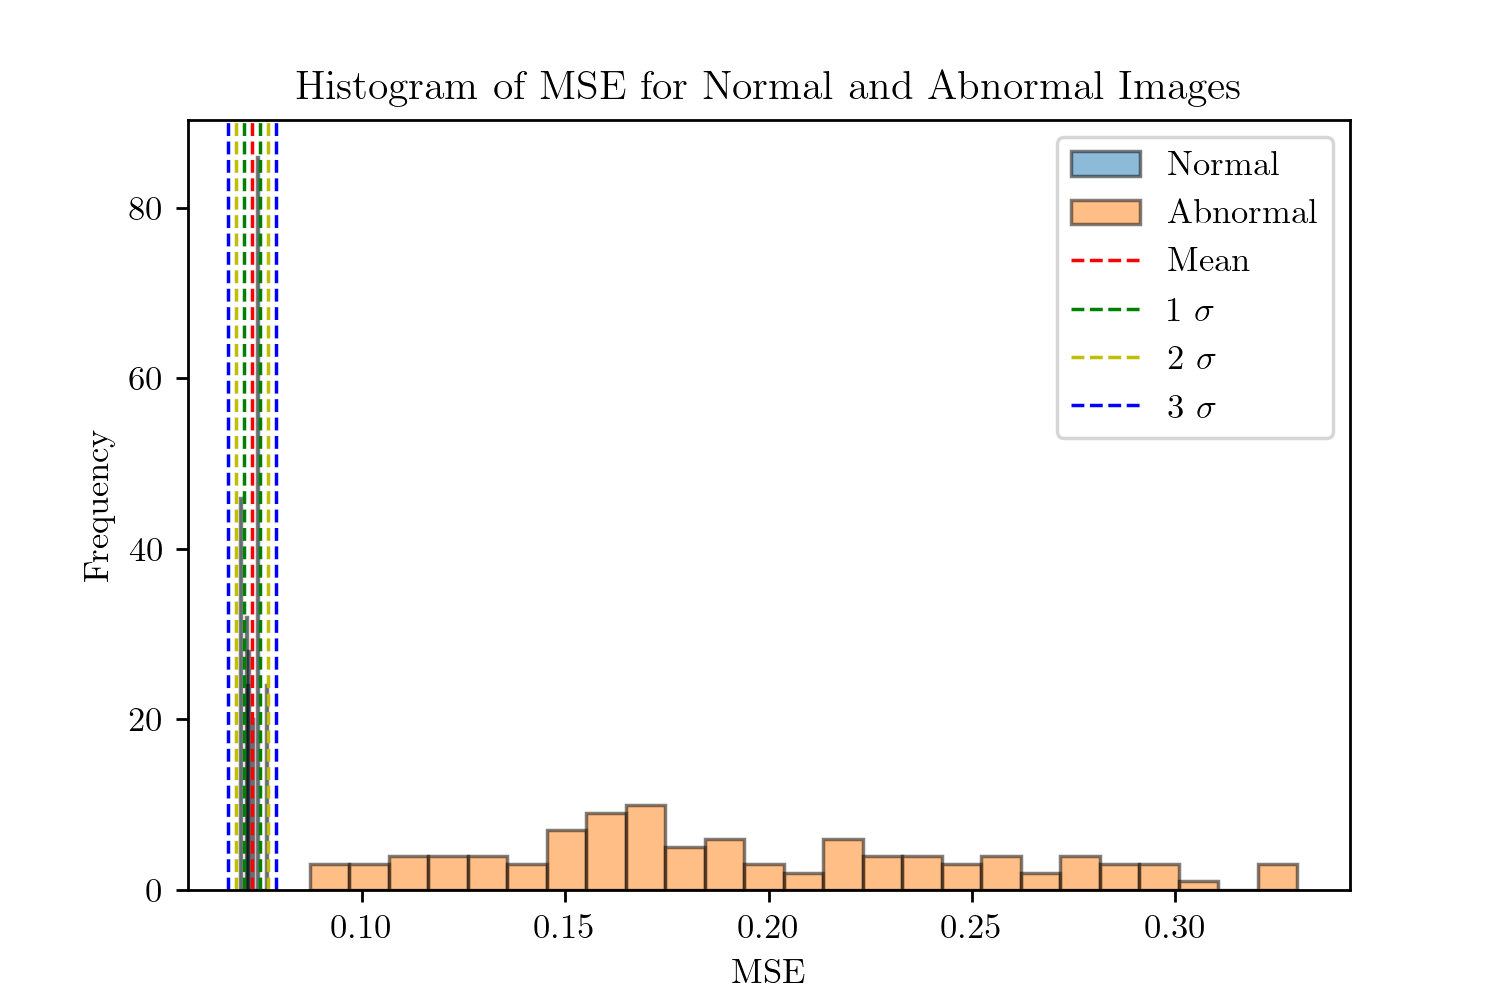 Histogram of MSE for Normal and Abnormal Images
Normal
Abnormal
Mean
1 σ
2 σ
3 σ
80
60
40
20
0
Frequency
0.10 0.15 0.20 0.25 0.30
MSE